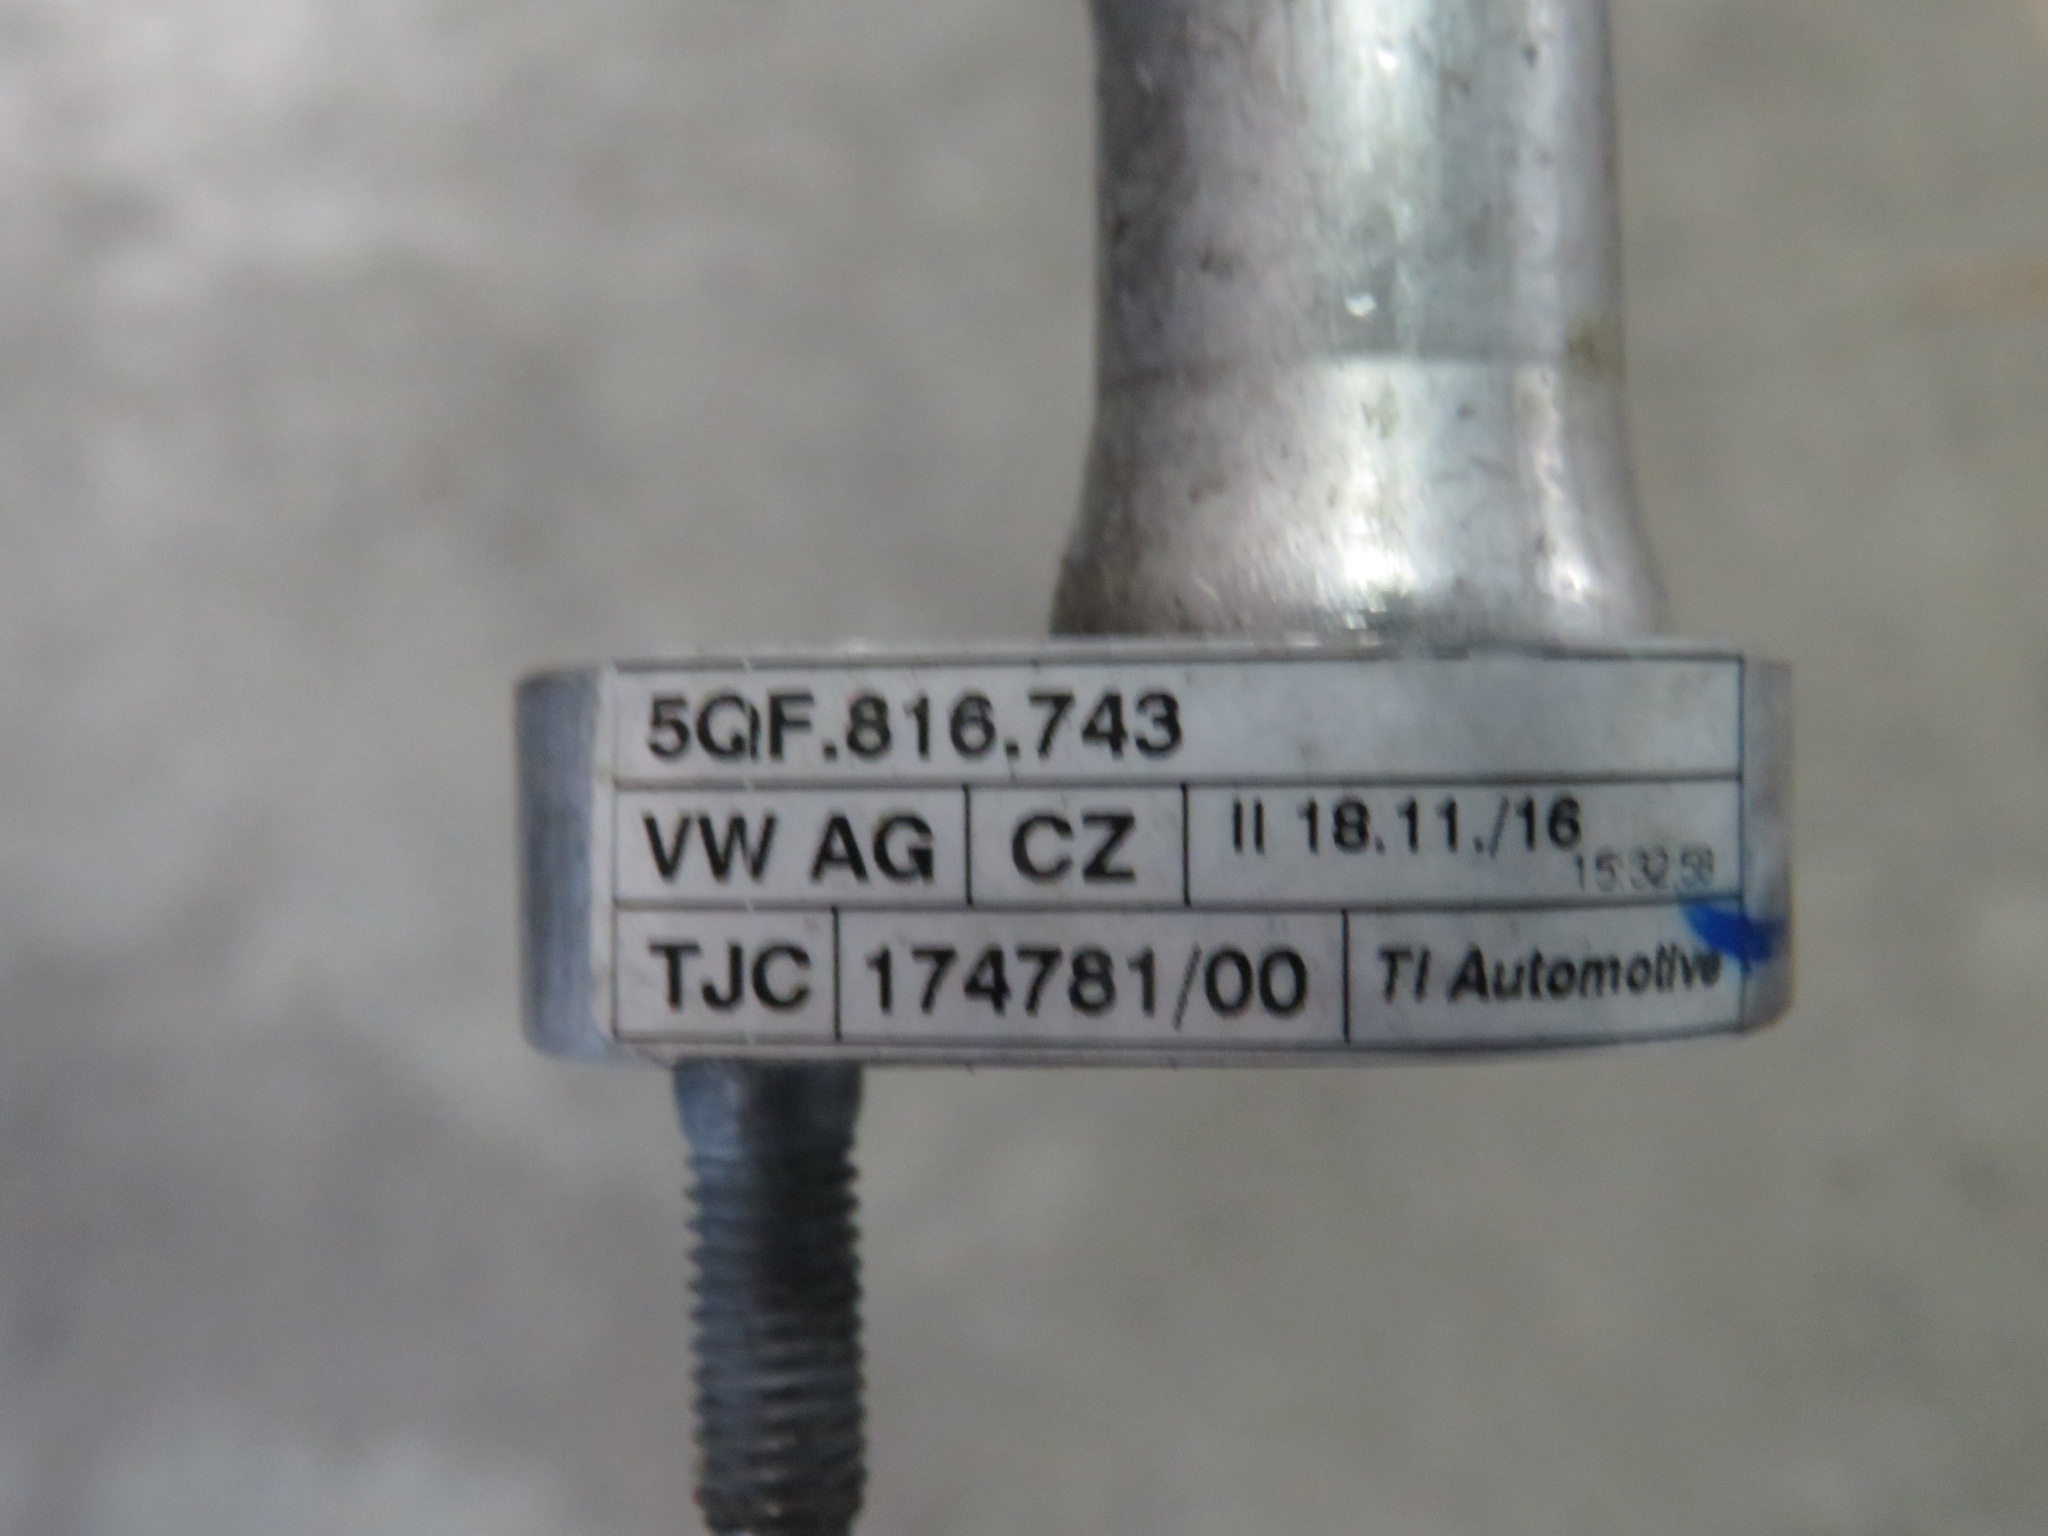 5QF.816.743
VW AG CZ II 18.11./16
15:32:58
TJC 174781/00 TI Automotive